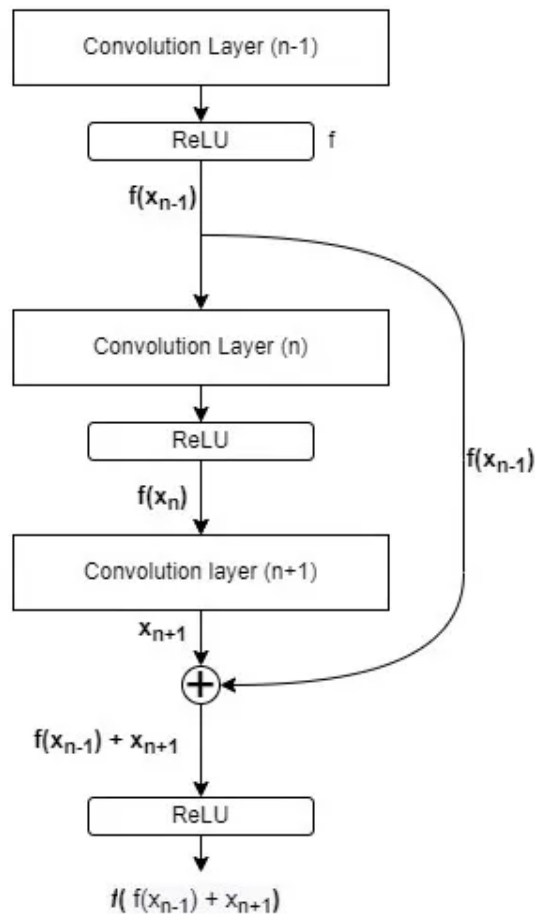 Convolution Layer (n-1)
ReLU f
f(xₙ₋₁)
Convolution Layer (n)
ReLU
f(xₙ₋₁)
f(xₙ)
Convolution layer (n+1)
xₙ₊₁
+
f(xₙ₋₁) + xₙ₊₁
ReLU
f( f(xₙ₋₁) + xₙ₊₁)